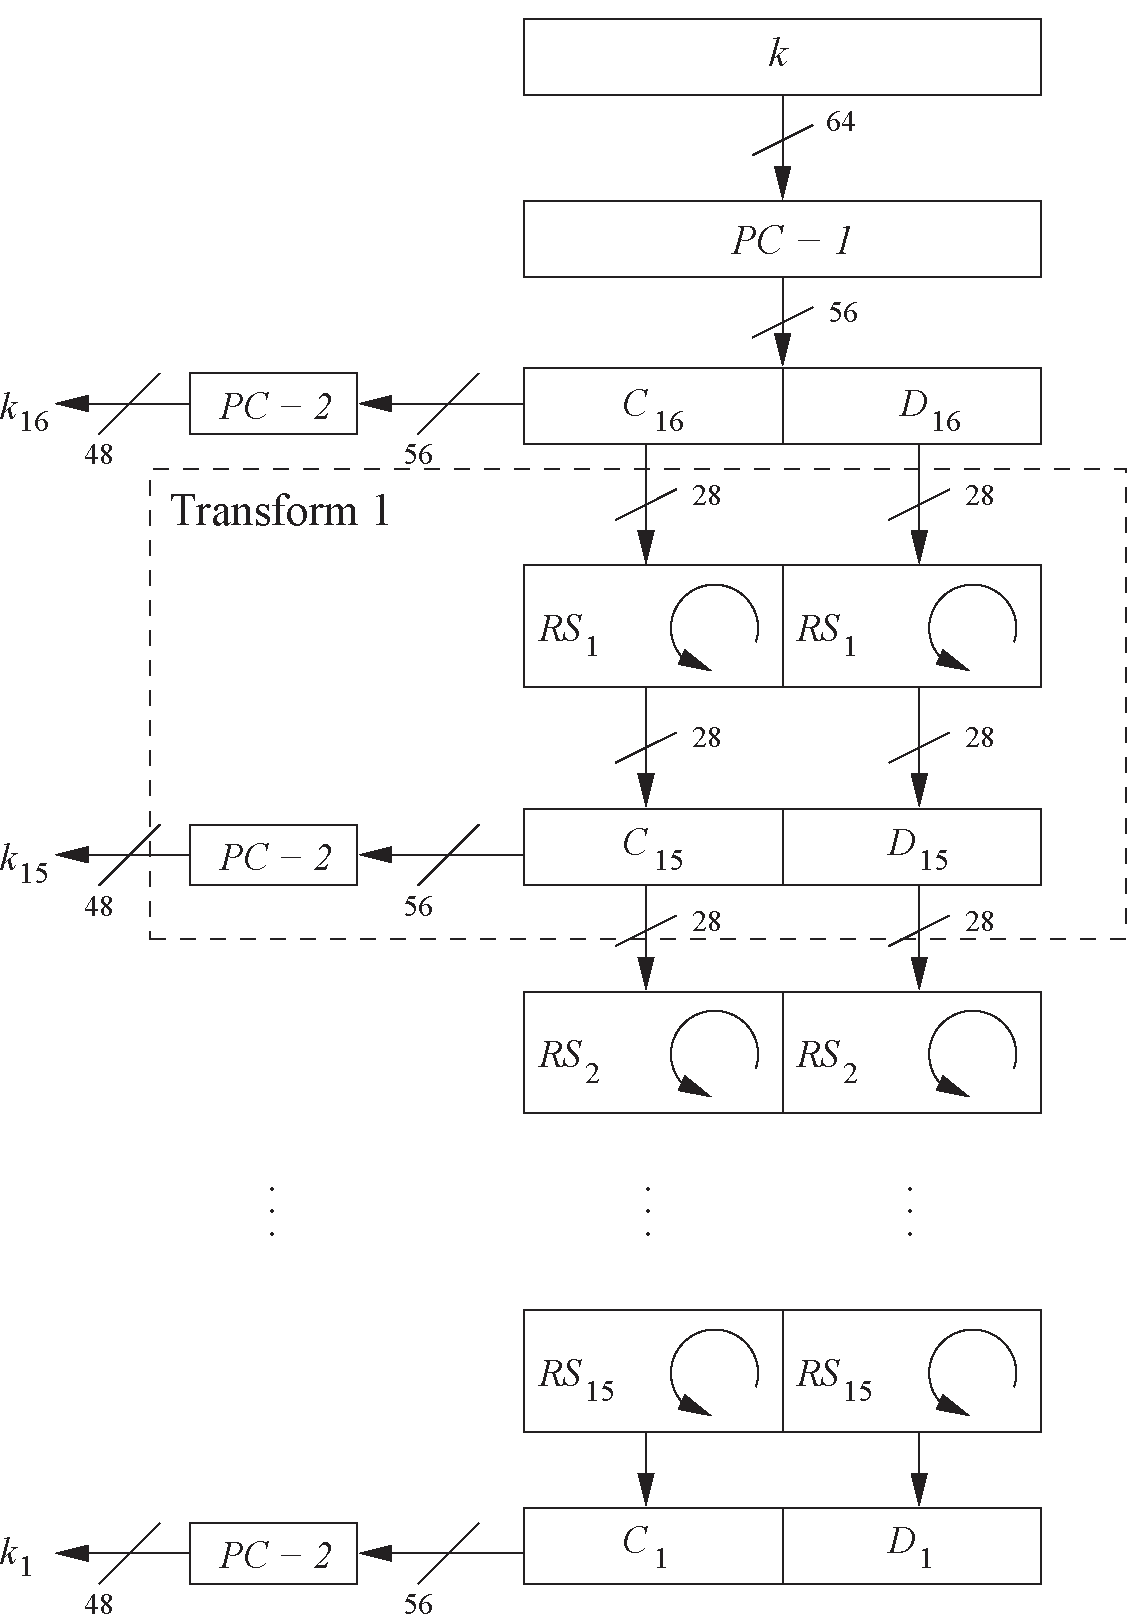 k
64
PC − 1
56
k16 48 PC − 2 56 C16 D16
Transform 1 28 28
RS1 RS1
28 28
k15 48 PC − 2 56 C15 D15
28 28
RS2 RS2
⋮ ⋮ ⋮
RS15 RS15
k1 48 PC − 2 56 C1 D1